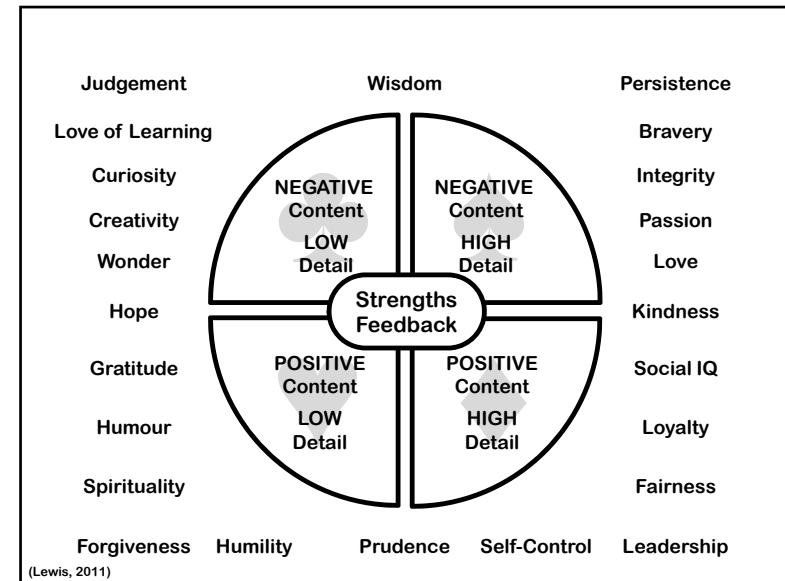 Judgement
Wisdom
Persistence
Love of Learning
Bravery
Curiosity
Integrity
Creativity
Passion
Wonder
Love
Hope
Kindness
Gratitude
Social IQ
Humour
Loyalty
Spirituality
Fairness
Forgiveness
Humility
Prudence
Self-Control
Leadership
NEGATIVE
Content
LOW
Detail
NEGATIVE
Content
HIGH
Detail
Strengths
Feedback
POSITIVE
Content
LOW
Detail
POSITIVE
Content
HIGH
Detail
(Lewis, 2011)